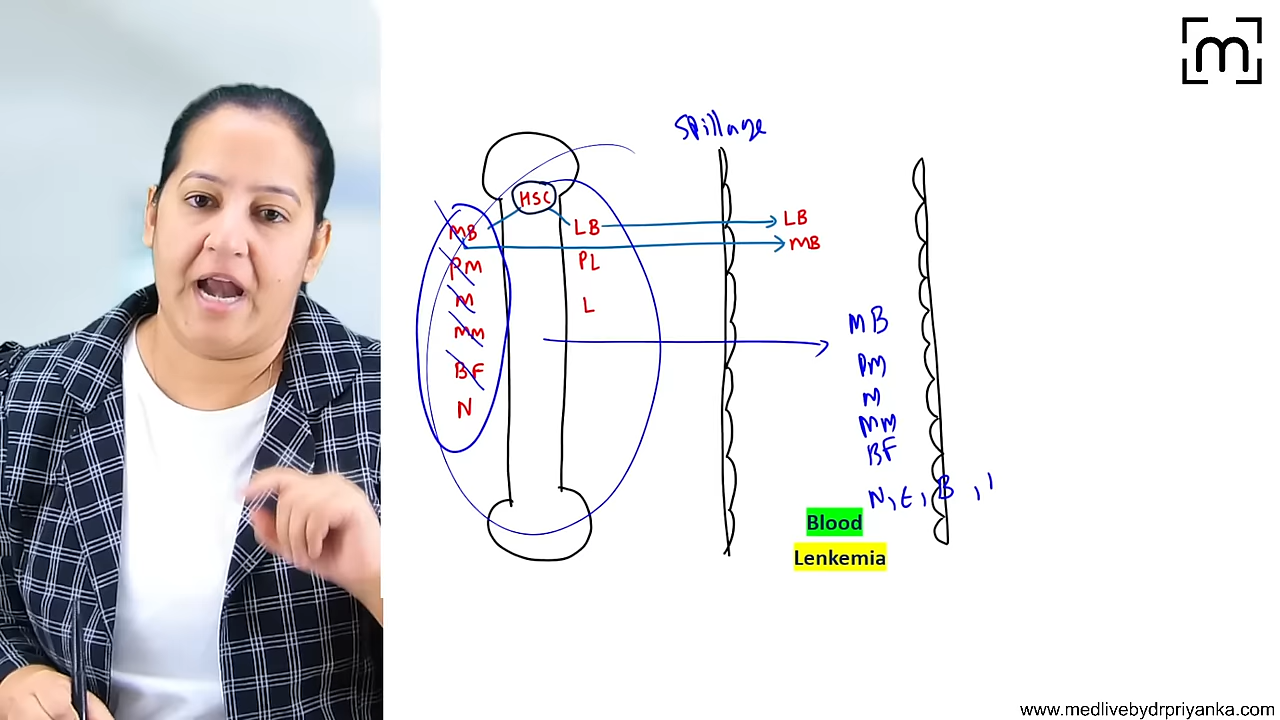 m
Spillage
HSC
MB LB LB
MB
PM PL
M L
MM
BF
N
MB
PM
M
MM
BF
N, E, B , 1
Blood
Lenkemia
www.medlivebydrpriyanka.com